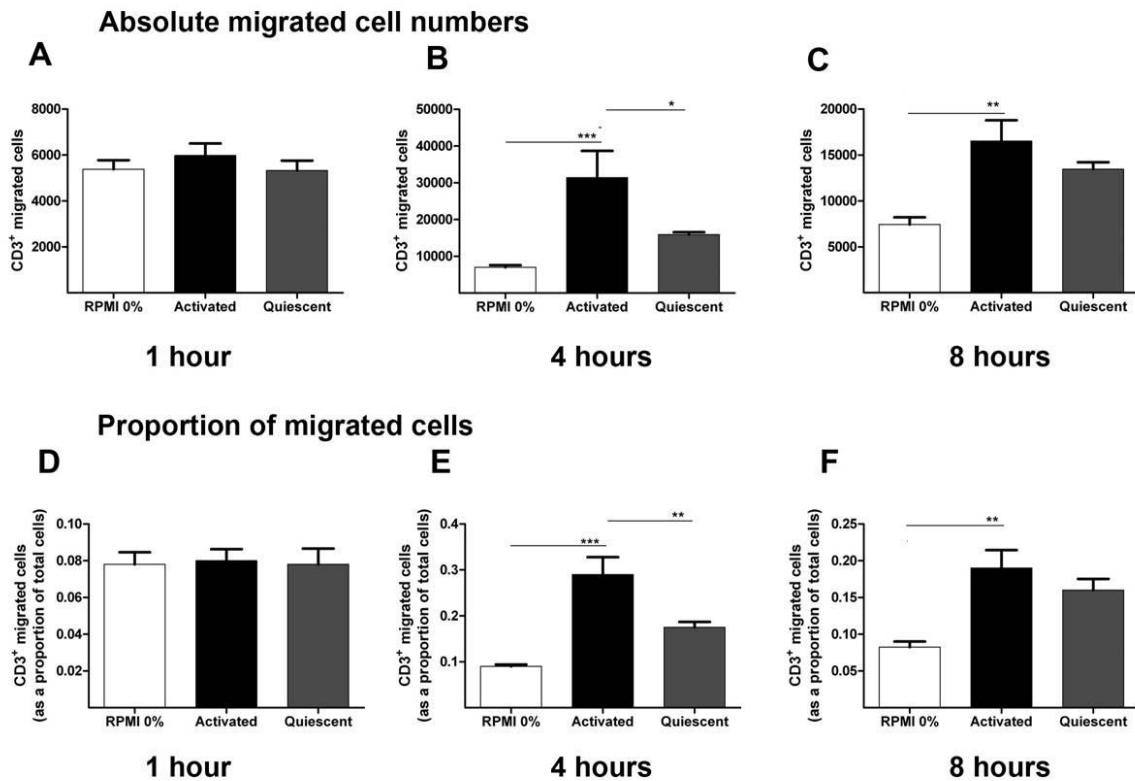 Absolute migrated cell numbers
A
CD3+ migrated cells
8000
6000
4000
2000
RPMI 0% Activated Quiescent
1 hour
B
CD3+ migrated cells
50000
40000
30000
20000
10000
*
***
RPMI 0% Activated Quiescent
4 hours
C
CD3+ migrated cells
20000
15000
10000
5000
**
RPMI 0% Activated Quiescent
8 hours
Proportion of migrated cells
D
CD3+ migrated cells
(as a proportion of total cells)
0.10
0.08
0.06
0.04
0.02
RPMI 0% Activated Quiescent
1 hour
E
CD3+ migrated cells
(as a proportion of total cells)
0.4
0.3
0.2
0.1
**
***
RPMI 0% Activated Quiescent
4 hours
F
CD3+ migrated cells
(as a proportion of total cells)
0.25
0.20
0.15
0.10
0.05
**
RPMI 0% Activated Quiescent
8 hours